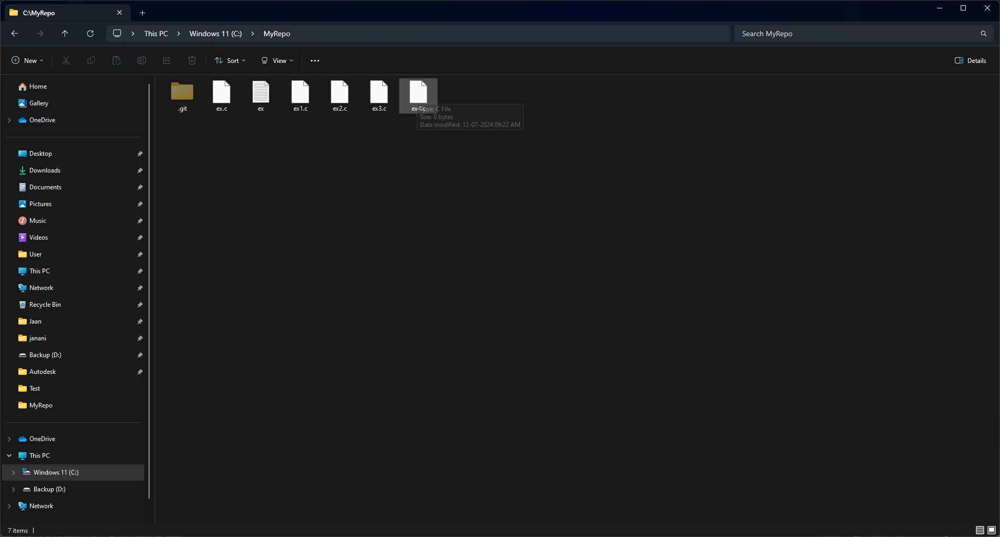 C:\MyRepo
This PC
Windows 11 (C:)
MyRepo
Search MyRepo
New
Sort
View
Details
Home
Gallery
OneDrive
Desktop
Downloads
Documents
Pictures
Music
Videos
User
This PC
Network
Recycle Bin
Jaan
janani
Backup (D:)
Autodesk
Test
MyRepo
OneDrive
This PC
Windows 11 (C:)
Backup (D:)
Network
.git
ex.c
ex
ex1.c
ex2.c
ex3.c
ex4.c
Type: C File
Size: 0 bytes
Date modified: 12-07-2024 09:22 AM
7 items